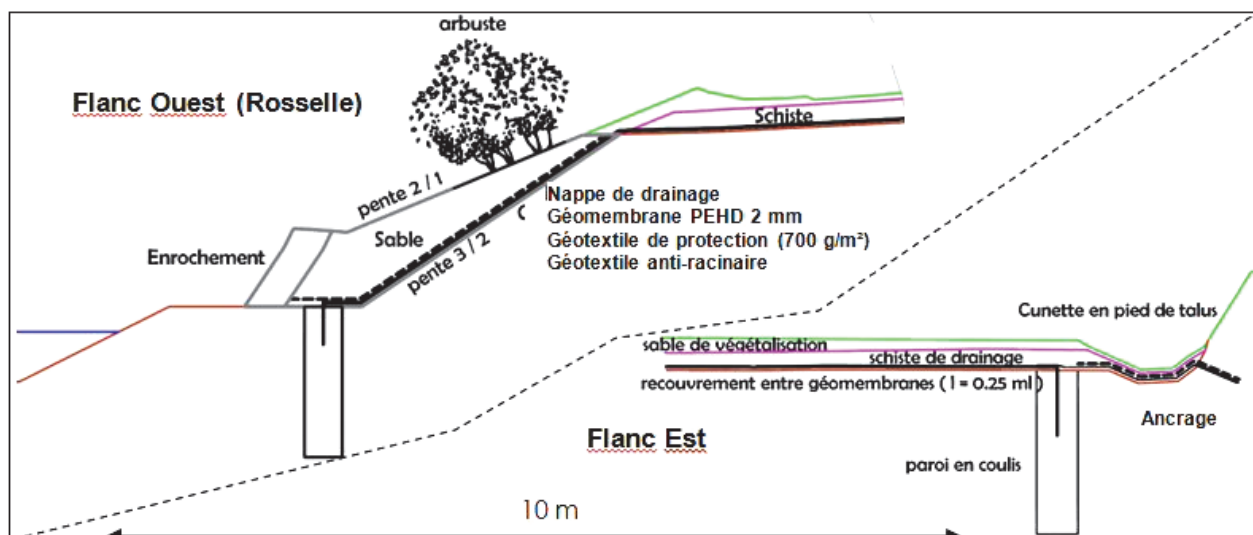 arbuste
Flanc Ouest (Rosselle)
Schiste
pente 2 / 1
Nappe de drainage
Géomembrane PEHD 2 mm
Géotextile de protection (700 g/m²)
Géotextile anti-racinaire
Sable
pente 3 / 2
Enrochement
Cunette en pied de talus
sable de végétalisation
schiste de drainage
recouvrement entre géomembranes ( l = 0.25 ml )
Ancrage
Flanc Est
paroi en coulis
10 m